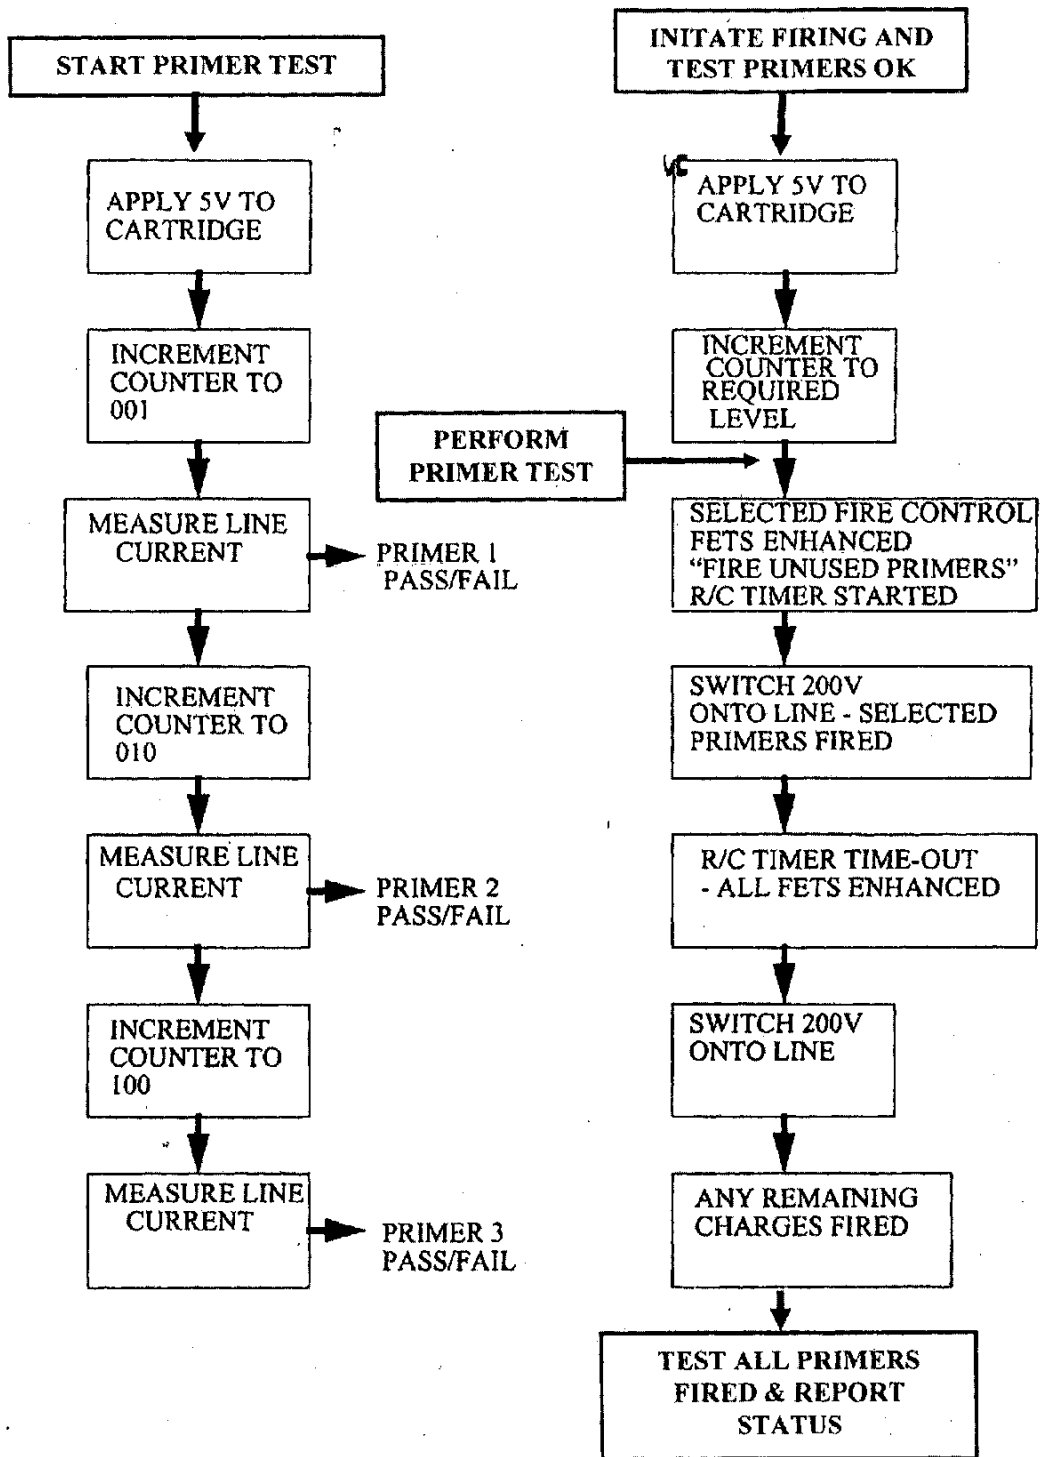 START PRIMER TEST
APPLY 5V TO
CARTRIDGE
INCREMENT
COUNTER TO
001
MEASURE LINE
CURRENT
PRIMER 1
PASS/FAIL
INCREMENT
COUNTER TO
010
MEASURE LINE
CURRENT
PRIMER 2
PASS/FAIL
INCREMENT
COUNTER TO
100
MEASURE LINE
CURRENT
PRIMER 3
PASS/FAIL
INITATE FIRING AND
TEST PRIMERS OK
APPLY 5V TO
CARTRIDGE
INCREMENT
COUNTER TO
REQUIRED
LEVEL
PERFORM
PRIMER TEST
SELECTED FIRE CONTROL
FETS ENHANCED
“FIRE UNUSED PRIMERS”
R/C TIMER STARTED
SWITCH 200V
ONTO LINE - SELECTED
PRIMERS FIRED
R/C TIMER TIME-OUT
- ALL FETS ENHANCED
SWITCH 200V
ONTO LINE
ANY REMAINING
CHARGES FIRED
TEST ALL PRIMERS
FIRED & REPORT
STATUS